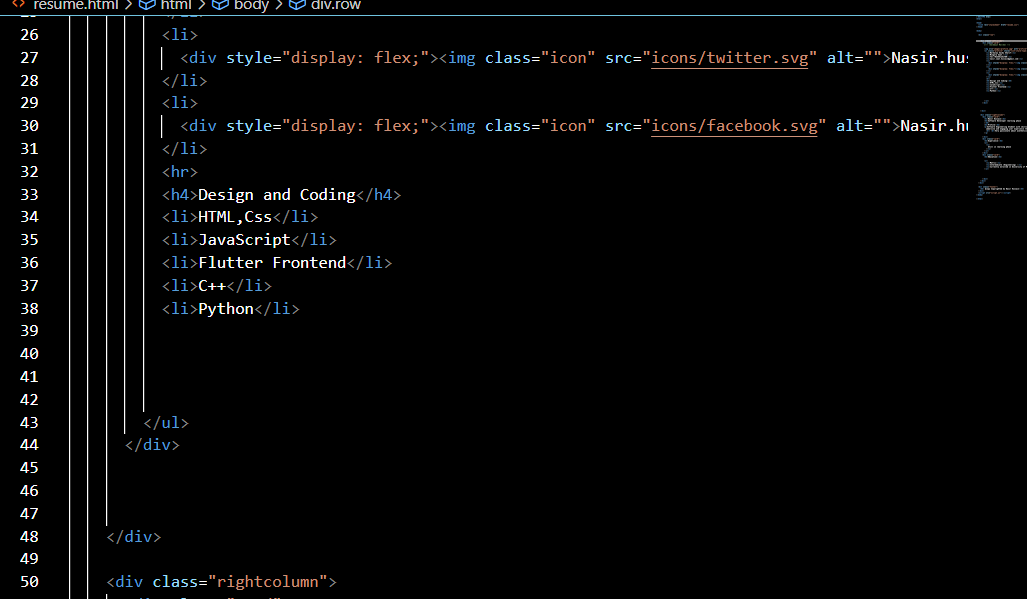 resume.html > html > body > div.row
26 <li>
27 <div style="display: flex;"><img class="icon" src="icons/twitter.svg" alt="">Nasir.hus
28 </li>
29 <li>
30 <div style="display: flex;"><img class="icon" src="icons/facebook.svg" alt="">Nasir.hu
31 </li>
32 <hr>
33 <h4>Design and Coding</h4>
34 <li>HTML,Css</li>
35 <li>JavaScript</li>
36 <li>Flutter Frontend</li>
37 <li>C++</li>
38 <li>Python</li>
39
40
41
42
43 </ul>
44 </div>
45
46
47
48 </div>
49
50 <div class="rightcolumn">